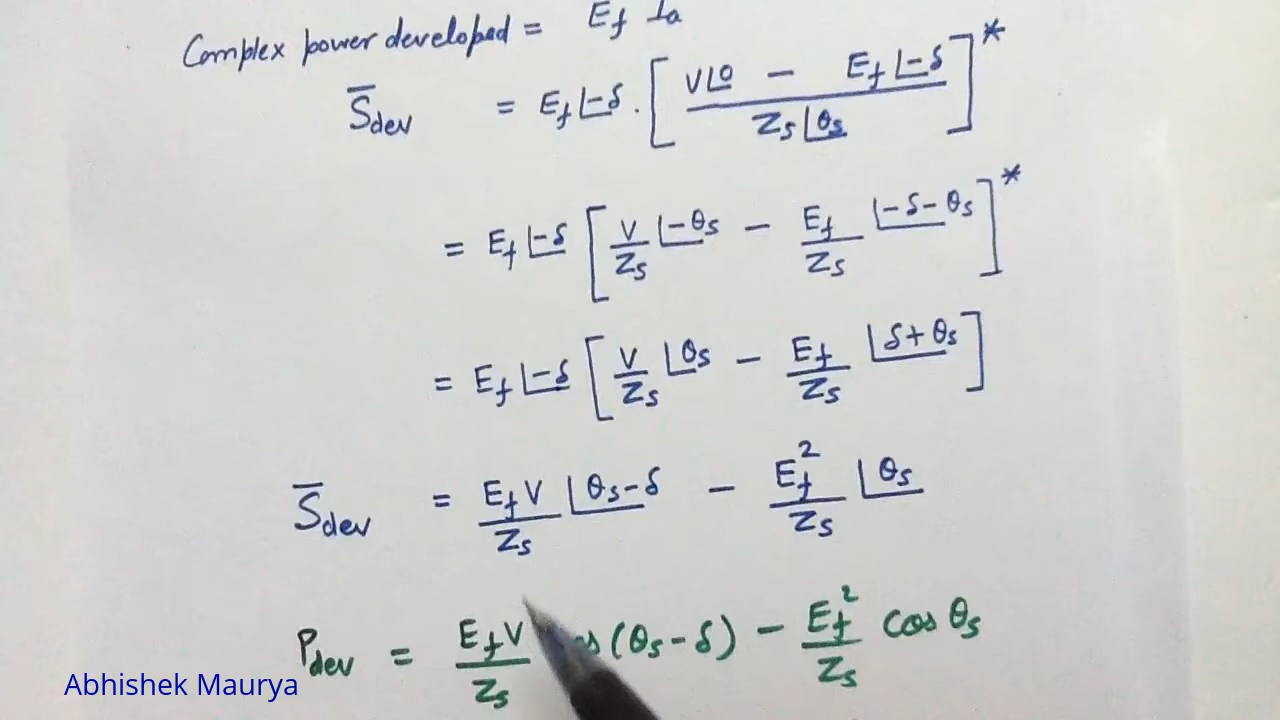 Complex power developed = E_f I_a
S̅_dev = E_f∠-δ . [ (V∠0 - E_f∠-δ) / Z_s∠θ_s ]*
= E_f∠-δ [ V/Z_s ∠-θ_s - E_f/Z_s ∠-δ-θ_s ]*
= E_f∠-δ [ V/Z_s ∠θ_s - E_f/Z_s ∠δ+θ_s ]
S̅_dev = E_f V/Z_s ∠θ_s-δ - E_f²/Z_s ∠θ_s
P_dev = E_f V/Z_s (θ_s-δ) - E_f²/Z_s cos θ_s
Abhishek Maurya